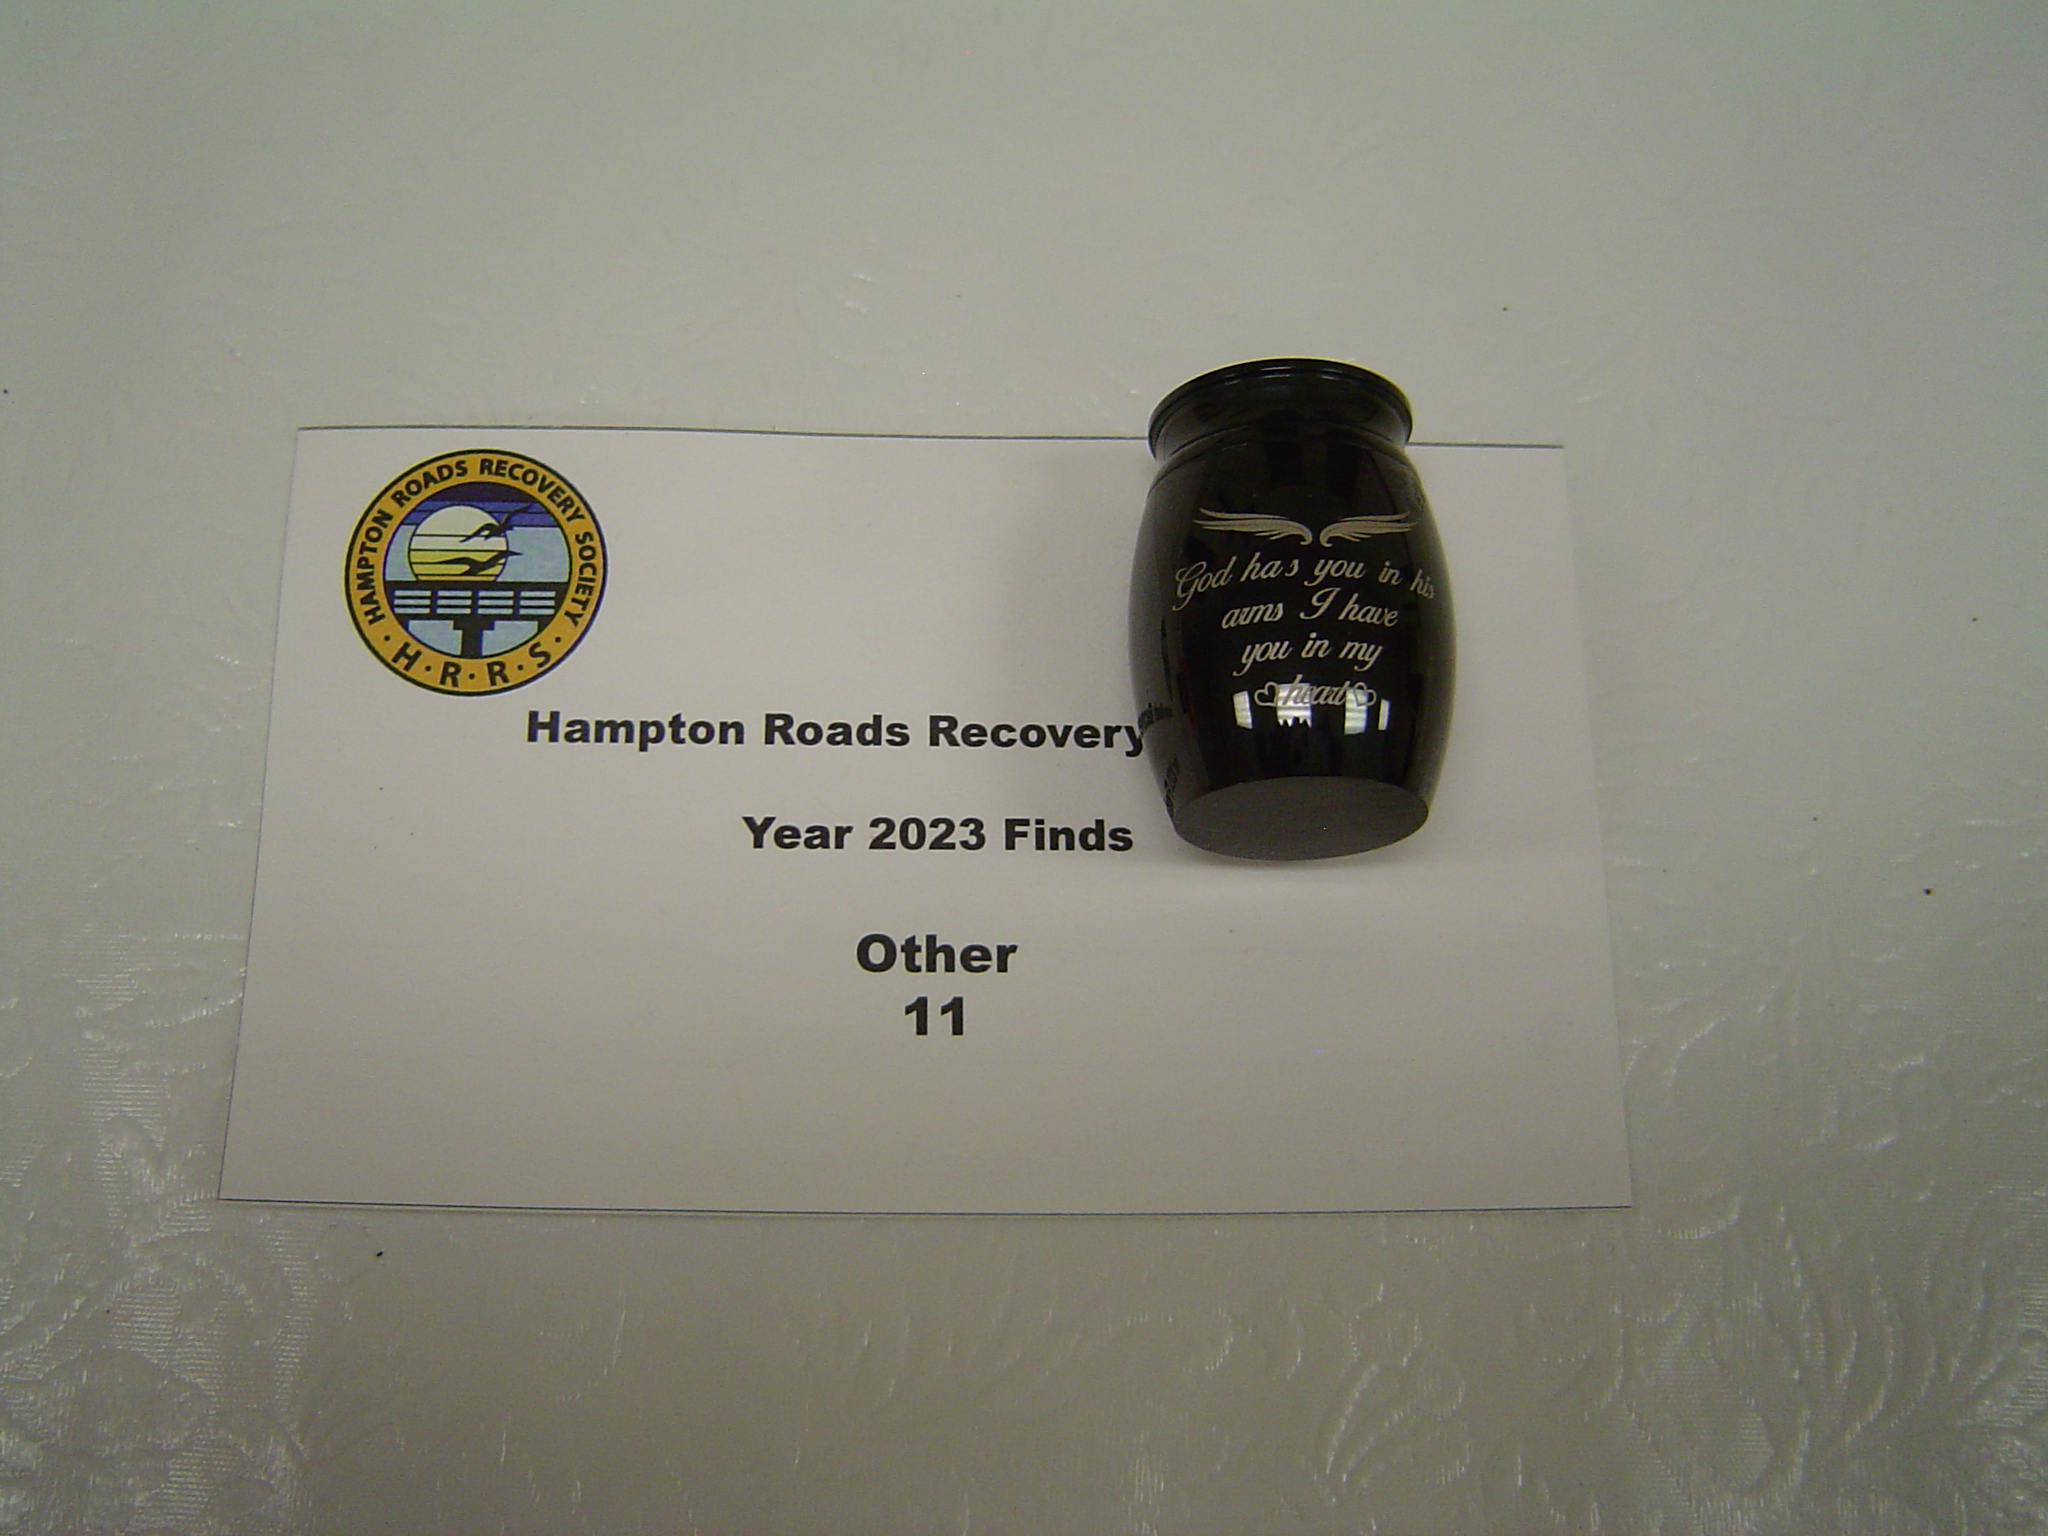 HAMPTON ROADS RECOVERY SOCIETY
H·R·R·S
God has you in his
arms I have
you in my
heart
Hampton Roads Recovery
Year 2023 Finds
Other
11